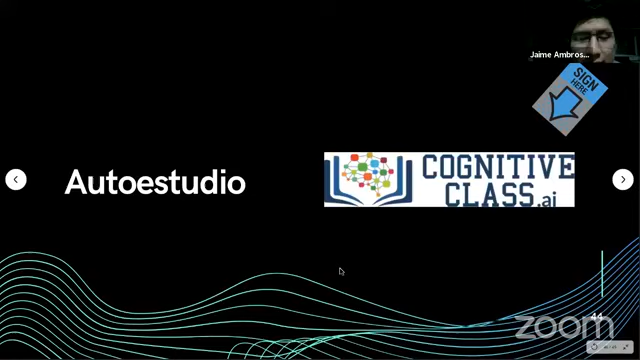 Jaime Ambros...
SIGN
HERE
Autoestudio
COGNITIVE
CLASS.ai
44
zoom